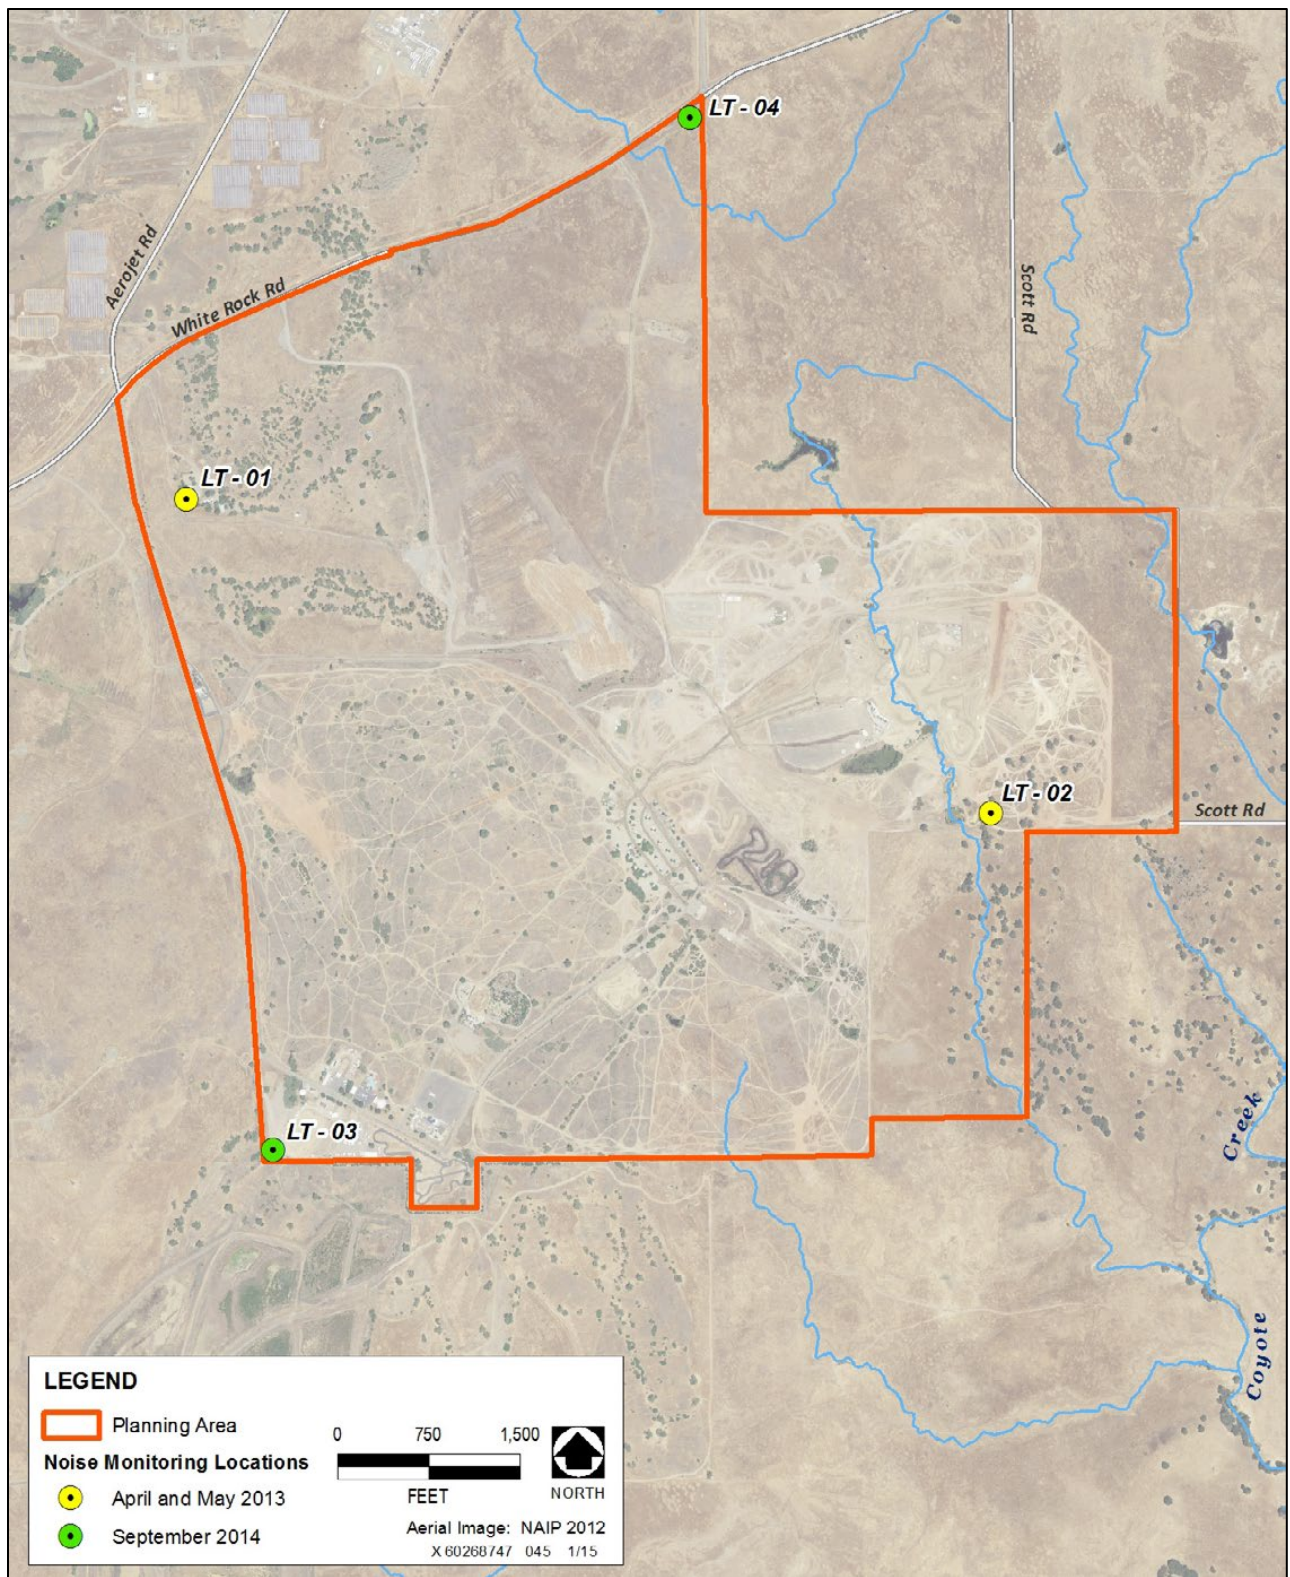 LT - 04
Aerojet Rd
White Rock Rd
Scott Rd
LT - 01
LT - 02
Scott Rd
LT - 03
Creek
Coyote
LEGEND
Planning Area
Noise Monitoring Locations
April and May 2013
September 2014
0 750 1,500
FEET
NORTH
Aerial Image: NAIP 2012
X 60268747 045 1/15